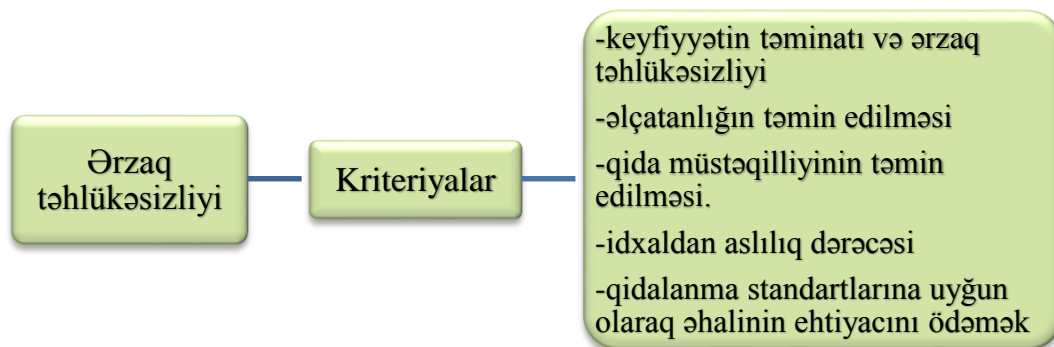 Ərzaq
təhlükəsizliyi
Kriteriyalar
-keyfiyyətin təminatı və ərzaq
təhlükəsizliyi
-əlçatanlığın təmin edilməsi
-qida müstəqilliyinin təmin
edilməsi.
-idxaldan aslılıq dərəcəsi
-qidalanma standartlarına uyğun
olaraq əhalinin ehtiyacını ödəmək